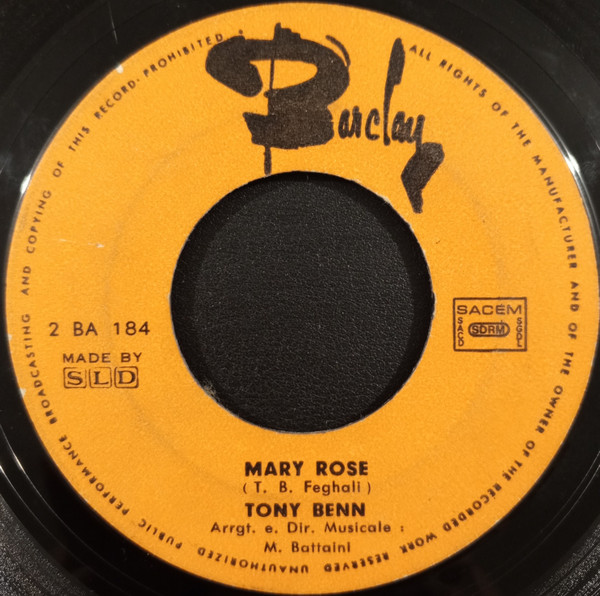 Barclay
ALL RIGHTS OF THE MANUFACTURER AND OF THE OWNER OF THE RECORDED WORK RESERVED UNAUTHORIZED PUBLIC PERFORMANCE BROADCASTING AND COPYING OF THIS RECORD PROHIBITED
2 BA 184
MADE BY
SLD
SACEM
SACD
SDRM
SGDL
MARY ROSE
( T. B. Feghali )
TONY BENN
Arrgt. e. Dir. Musicale :
M. Battaini